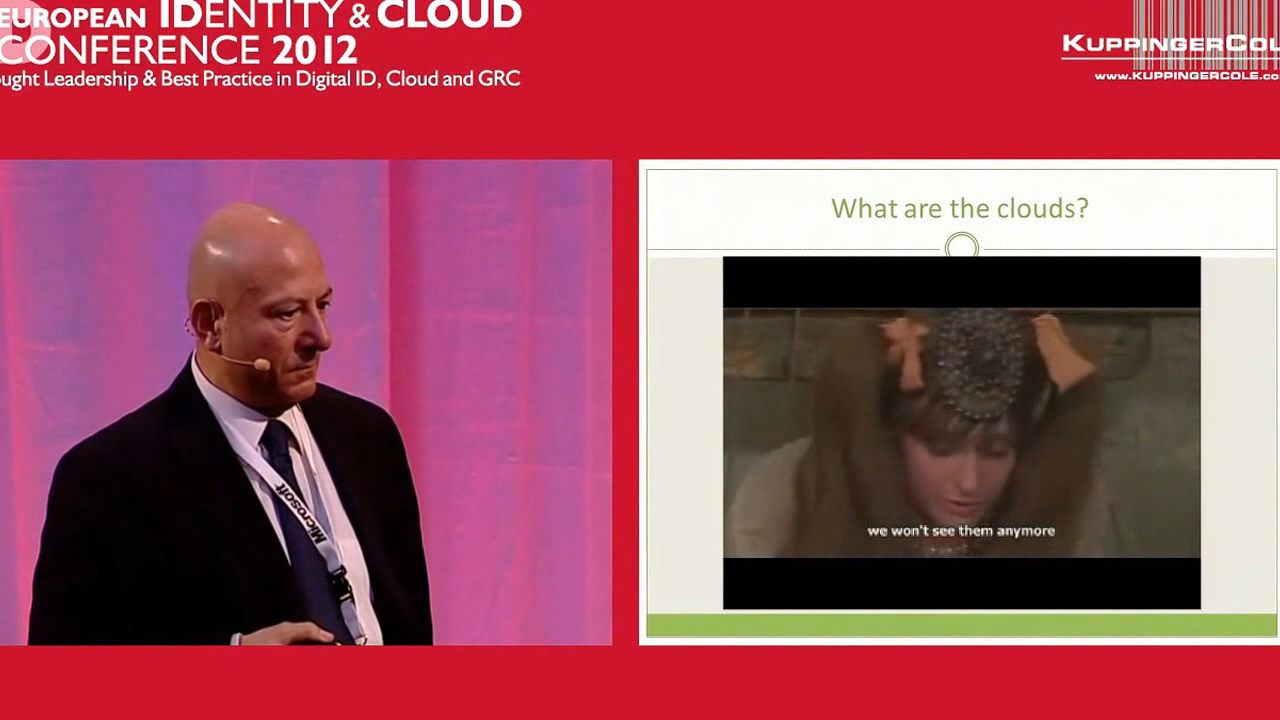 EUROPEAN IDENTITY & CLOUD
CONFERENCE 2012
ught Leadership & Best Practice in Digital ID, Cloud and GRC
KUPPINGERCOL
www.KUPPINGERCOLE.co
What are the clouds?
we won't see them anymore
Microsoft